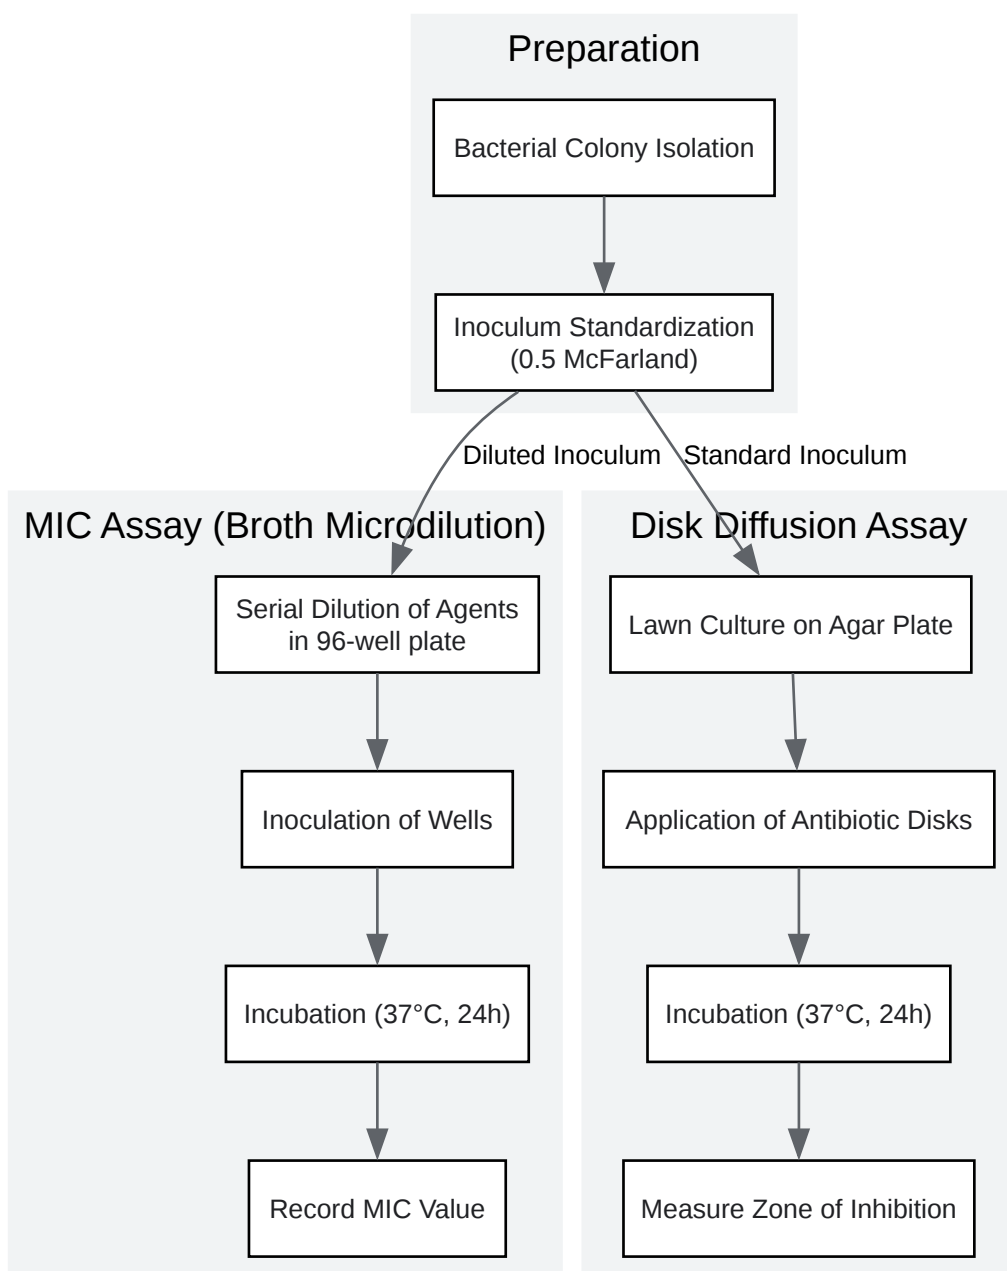 Preparation
Bacterial Colony Isolation
Inoculum Standardization
(0.5 McFarland)
Diluted Inoculum
Standard Inoculum
MIC Assay (Broth Microdilution)
Serial Dilution of Agents
in 96-well plate
Inoculation of Wells
Incubation (37°C, 24h)
Record MIC Value
Disk Diffusion Assay
Lawn Culture on Agar Plate
Application of Antibiotic Disks
Incubation (37°C, 24h)
Measure Zone of Inhibition